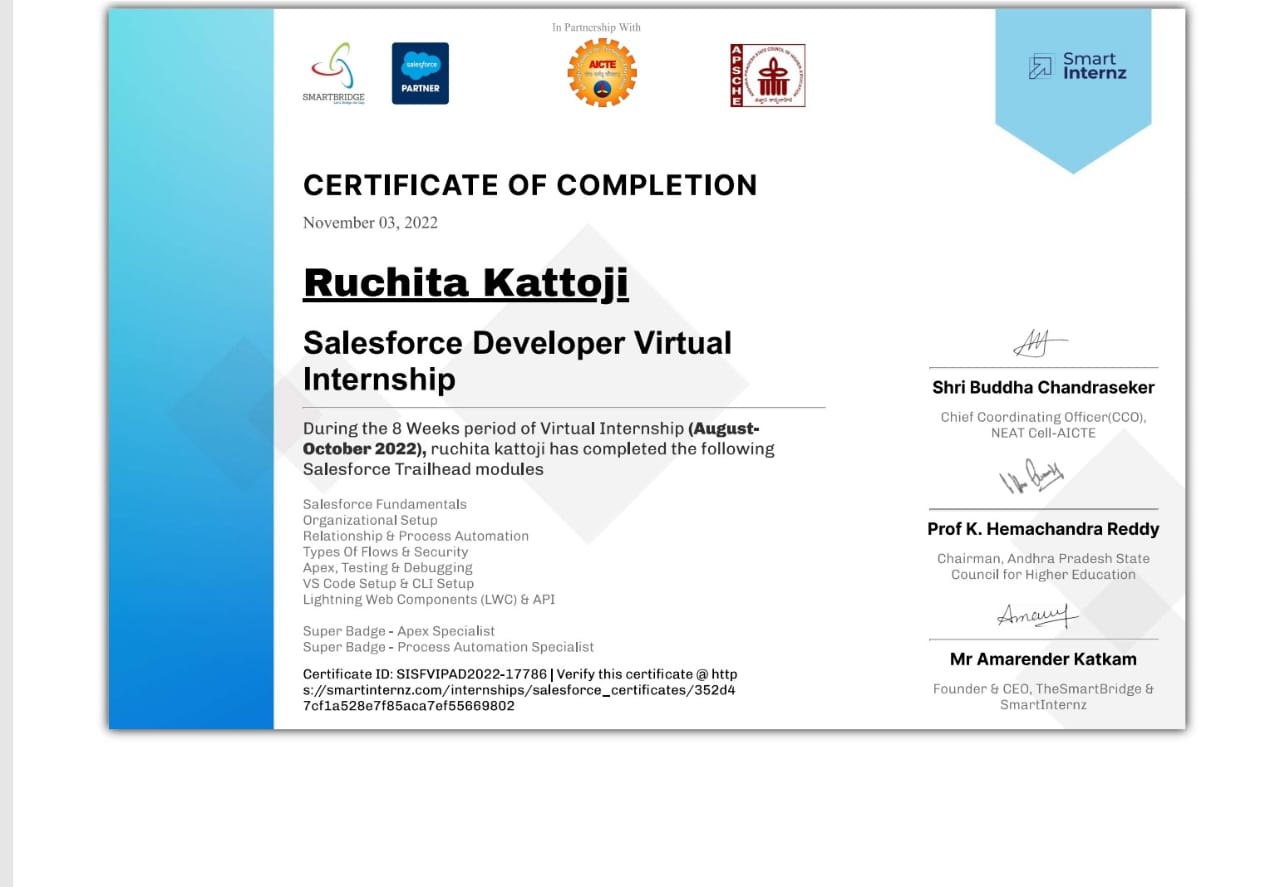 In Partnership With
SMARTBRIDGE
salesforce
PARTNER
AICTE
APSCHE
Smart
Internz
CERTIFICATE OF COMPLETION
November 03, 2022
Ruchita Kattoji
Salesforce Developer Virtual
Internship
During the 8 Weeks period of Virtual Internship (August-
October 2022), ruchita kattoji has completed the following
Salesforce Trailhead modules
Salesforce Fundamentals
Organizational Setup
Relationship & Process Automation
Types Of Flows & Security
Apex, Testing & Debugging
VS Code Setup & CLI Setup
Lightning Web Components (LWC) & API
Super Badge - Apex Specialist
Super Badge - Process Automation Specialist
Certificate ID: SISFVIPAD2022-17786 | Verify this certificate @ http
s://smartinternz.com/internships/salesforce_certificates/352d4
7cf1a528e7f85aca7ef55669802
Shri Buddha Chandraseker
Chief Coordinating Officer(CCO),
NEAT Cell-AICTE
Prof K. Hemachandra Reddy
Chairman, Andhra Pradesh State
Council for Higher Education
Mr Amarender Katkam
Founder & CEO, TheSmartBridge &
SmartInternz